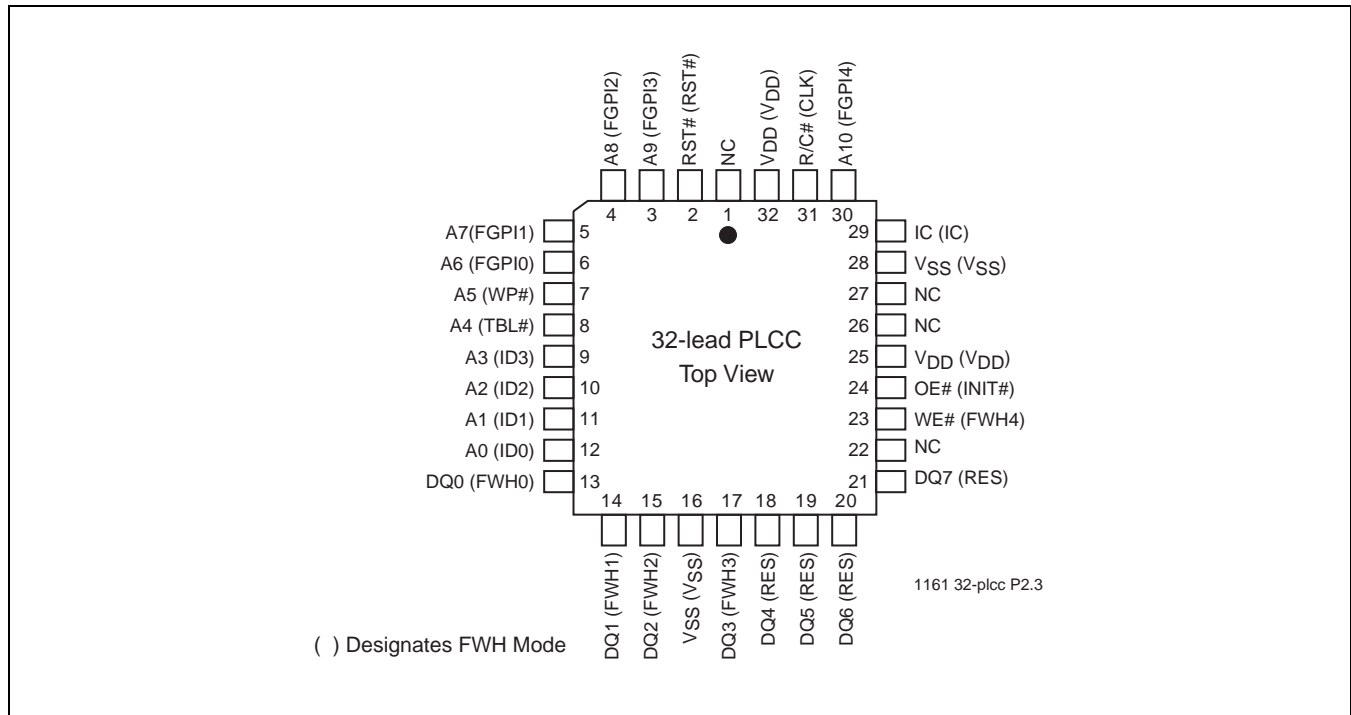 A8 (FGPI2)
A9 (FGPI3)
RST# (RST#)
NC
VDD (VDD)
R/C# (CLK)
A10 (FGPI4)
4 3 2 1 32 31 30
A7(FGPI1) 5
A6 (FGPI0) 6
A5 (WP#) 7
A4 (TBL#) 8
A3 (ID3) 9
A2 (ID2) 10
A1 (ID1) 11
A0 (ID0) 12
DQ0 (FWH0) 13
32-lead PLCC
Top View
29 IC (IC)
28 VSS (VSS)
27 NC
26 NC
25 VDD (VDD)
24 OE# (INIT#)
23 WE# (FWH4)
22 NC
21 DQ7 (RES)
14 15 16 17 18 19 20
DQ1 (FWH1)
DQ2 (FWH2)
VSS (VSS)
DQ3 (FWH3)
DQ4 (RES)
DQ5 (RES)
DQ6 (RES)
1161 32-plcc P2.3
( ) Designates FWH Mode